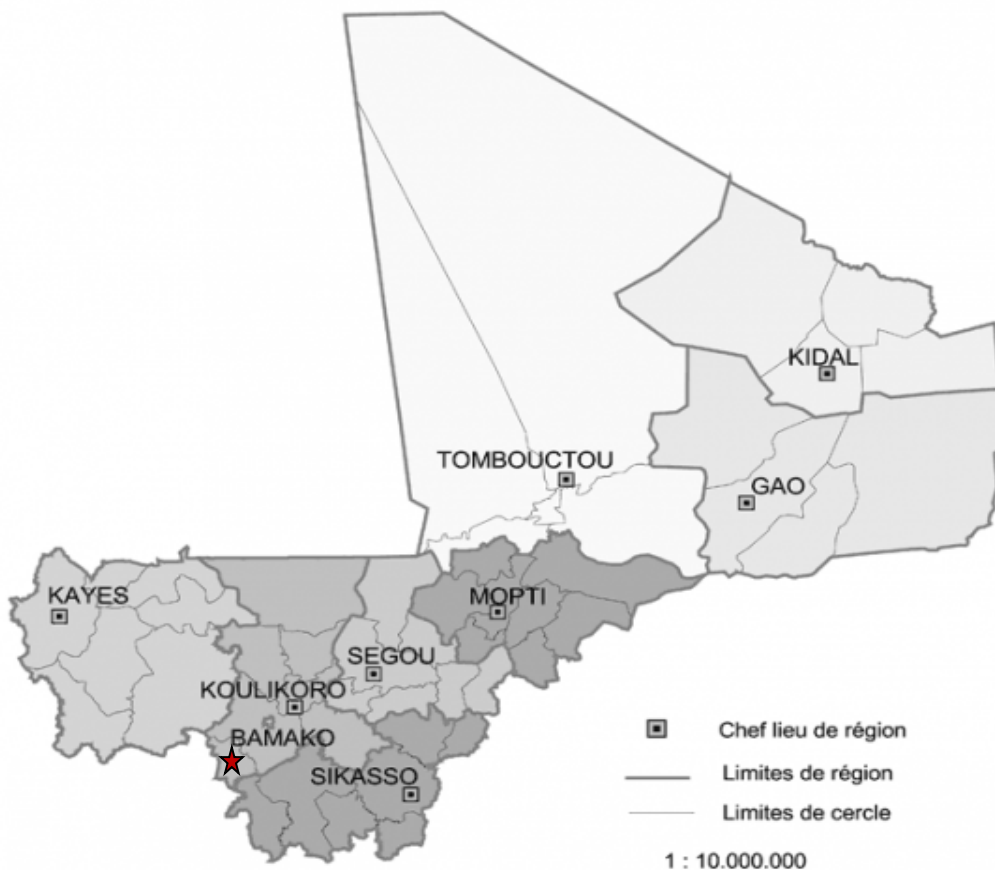 KIDAL
TOMBOUCTOU
GAO
KAYES
MOPTI
SEGOU
KOULIKORO
BAMAKO
SIKASSO
Chef lieu de région
Limites de région
Limites de cercle
1 : 10.000.000